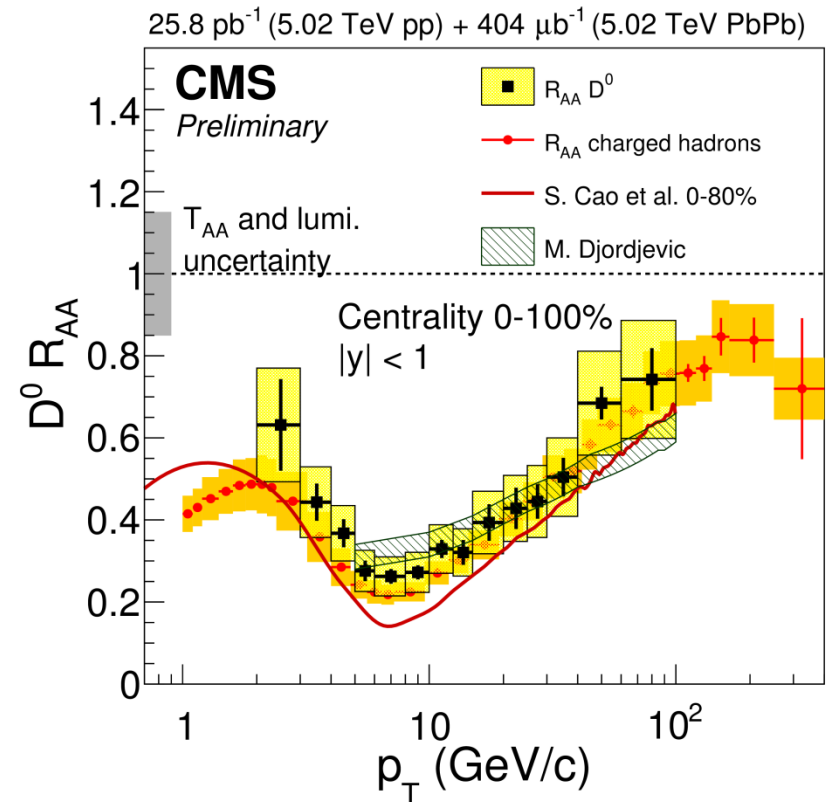 25.8 pb⁻¹ (5.02 TeV pp) + 404 μb⁻¹ (5.02 TeV PbPb)
CMS
Preliminary
R_AA D⁰
R_AA charged hadrons
S. Cao et al. 0-80%
M. Djordjevic
T_AA and lumi.
uncertainty
Centrality 0-100%
|y| < 1
D⁰ R_AA
1.4
1.2
1
0.8
0.6
0.4
0.2
0
1
10
10²
p_T (GeV/c)